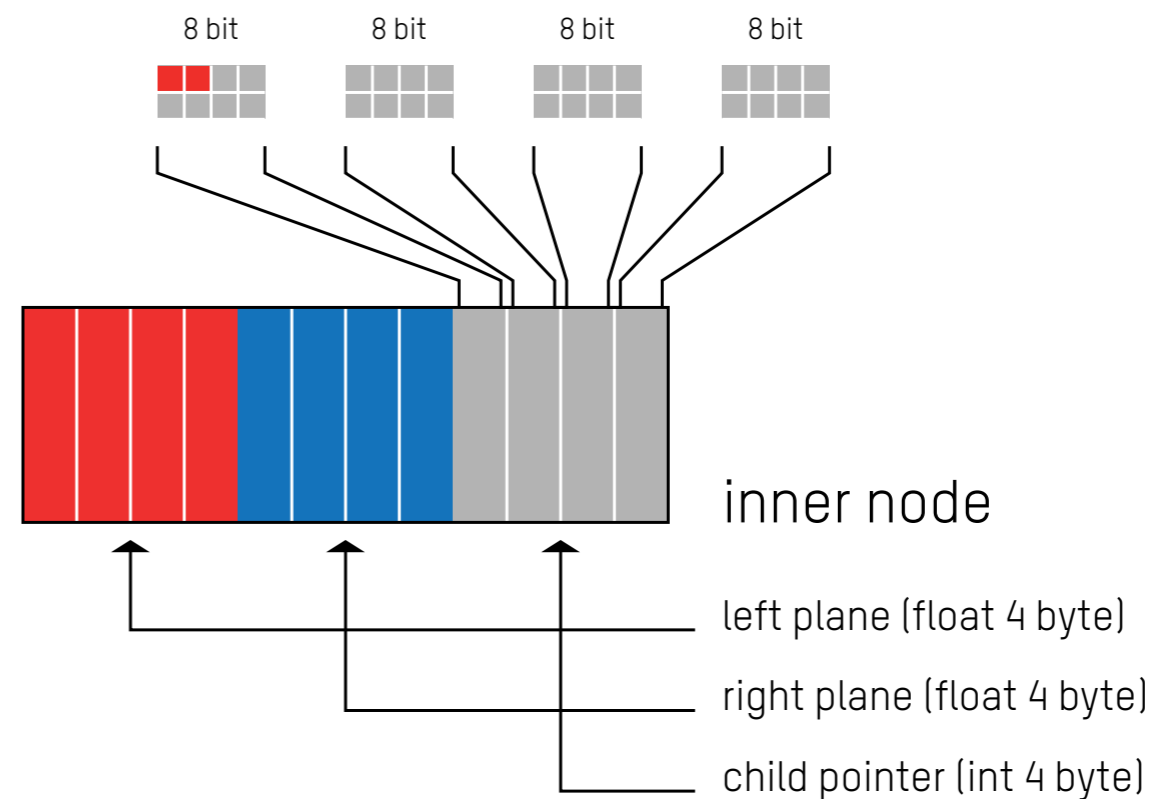 8 bit 8 bit 8 bit 8 bit
inner node
left plane (float 4 byte)
right plane (float 4 byte)
child pointer (int 4 byte)